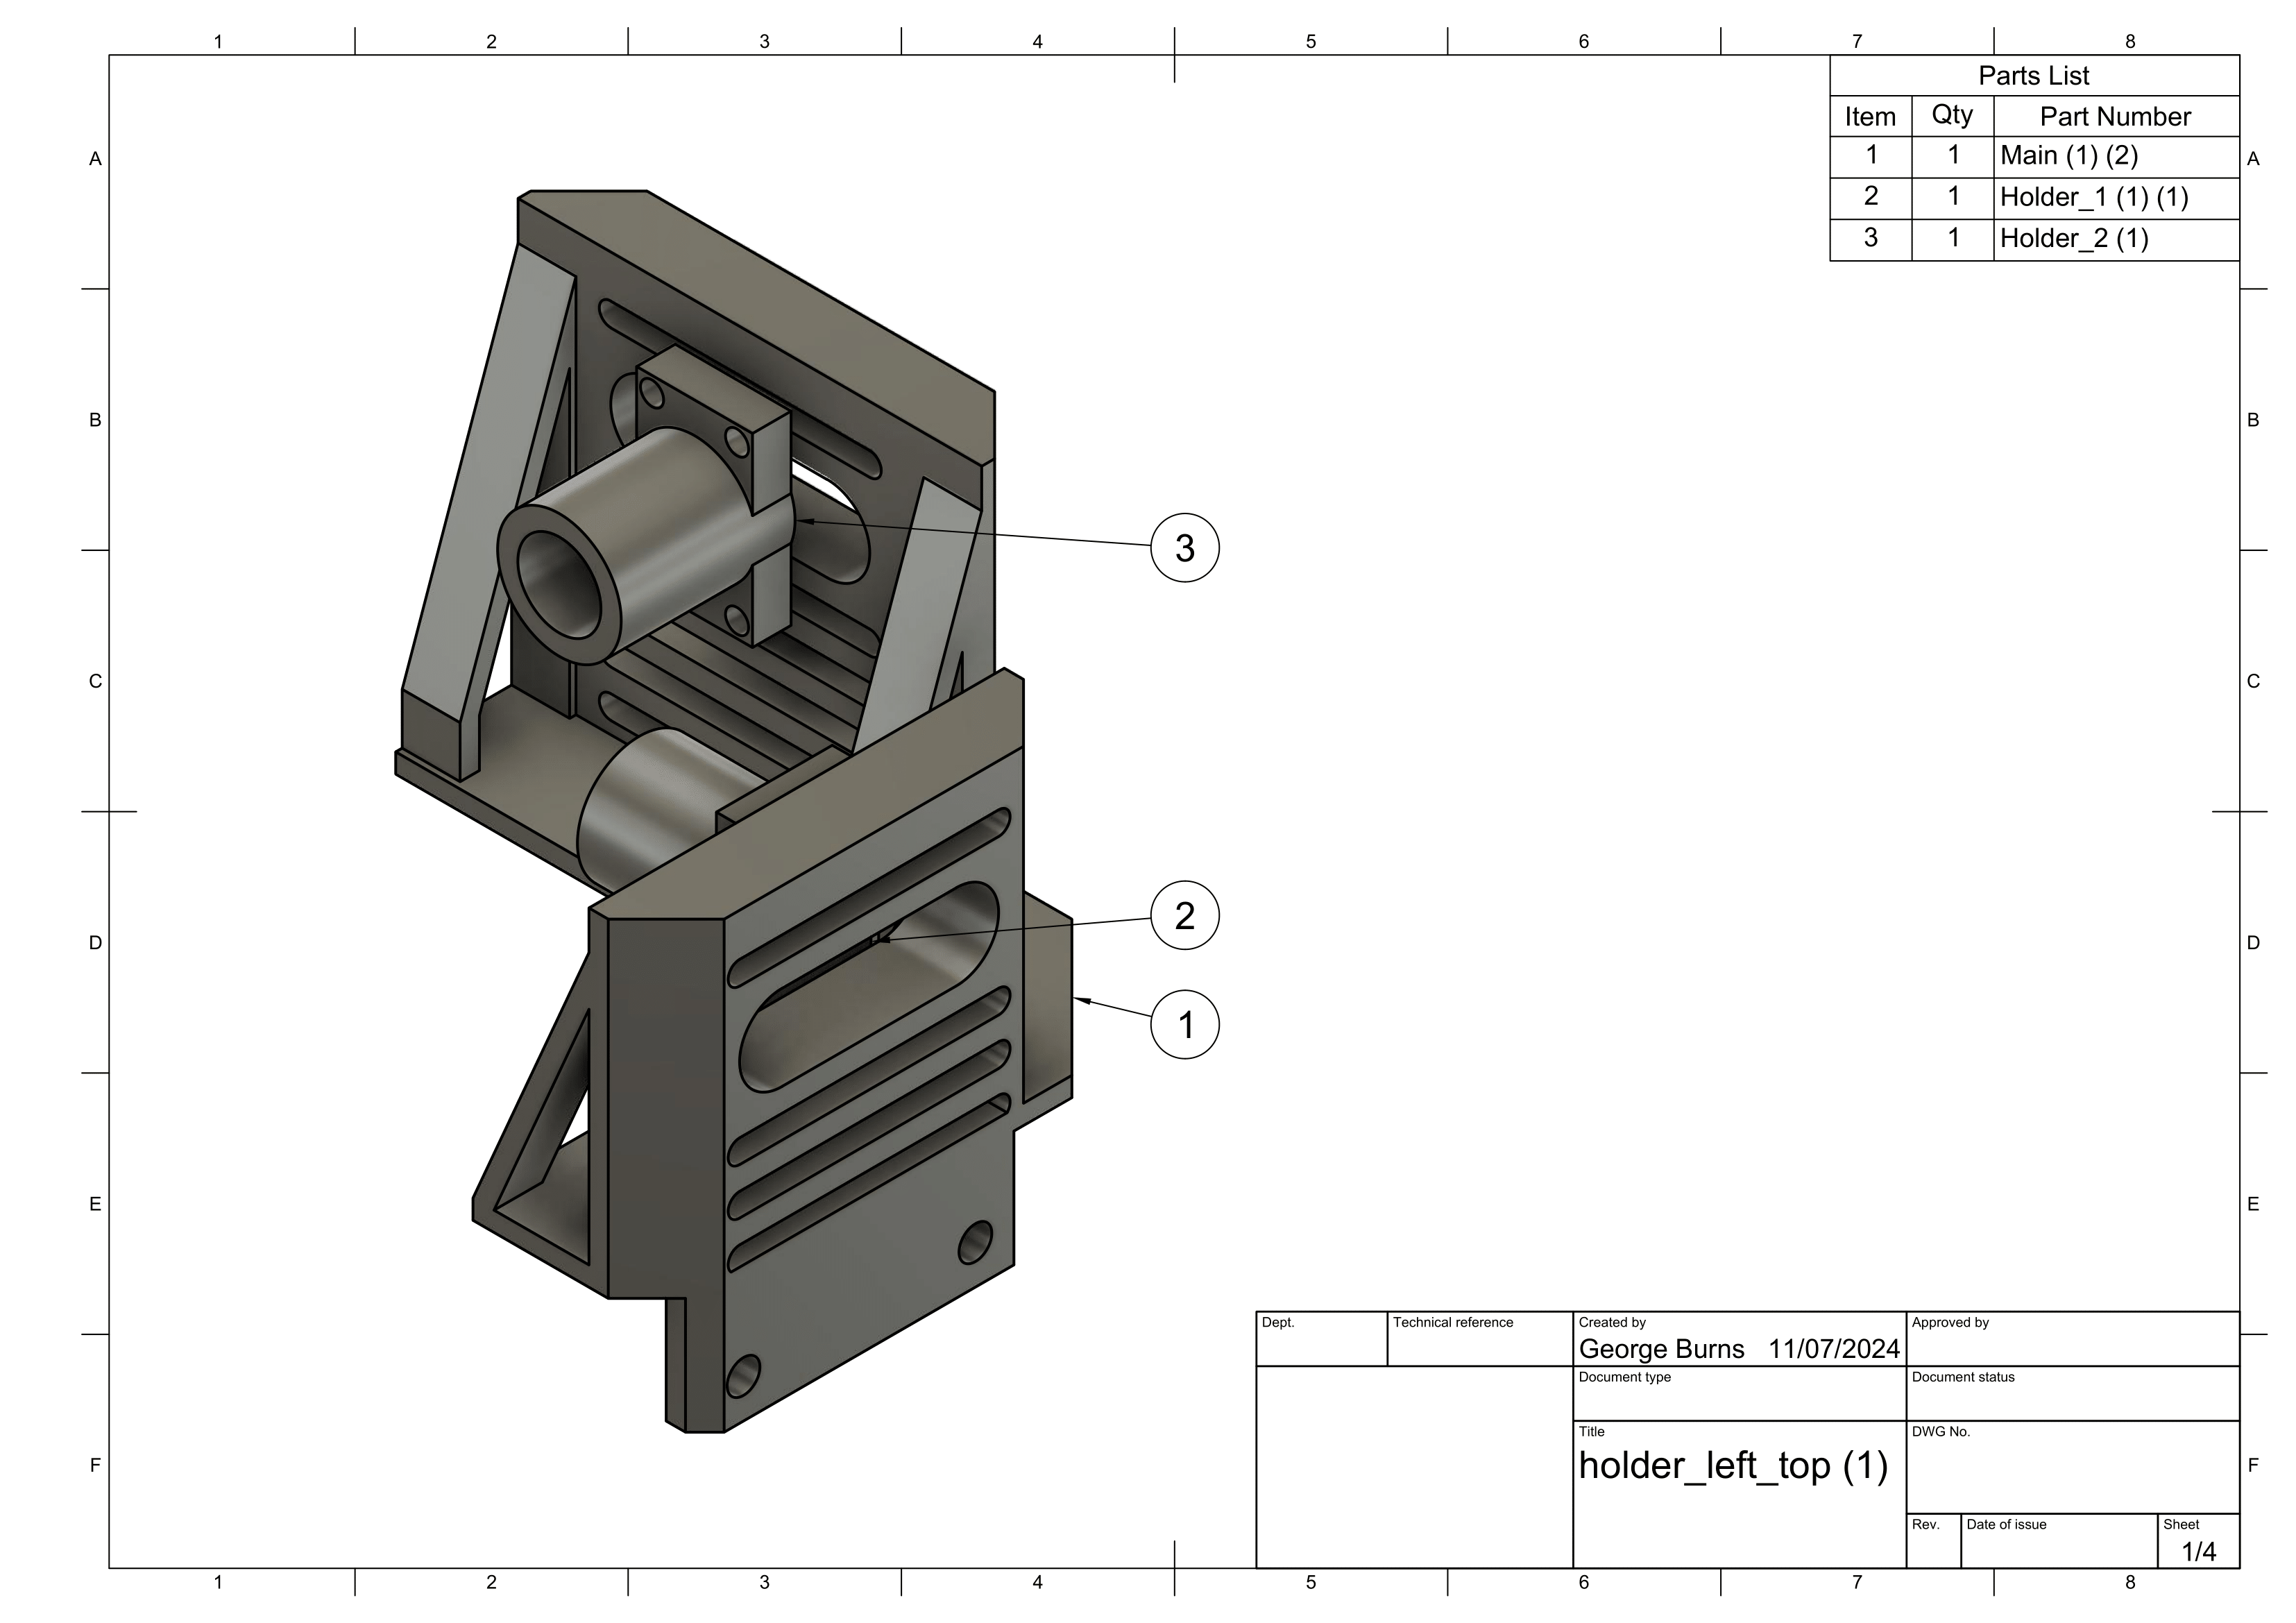 1 2 3 4 5 6 7 8
Parts List
Item Qty Part Number
1 1 Main (1) (2)
2 1 Holder_1 (1) (1)
3 1 Holder_2 (1)
A A
B B
3
C C
2
D D
1
E E
Dept. Technical reference Created by Approved by
George Burns 11/07/2024
Document type Document status
Title DWG No.
holder_left_top (1)
F F
Rev. Date of issue Sheet
1/4
1 2 3 4 5 6 7 8